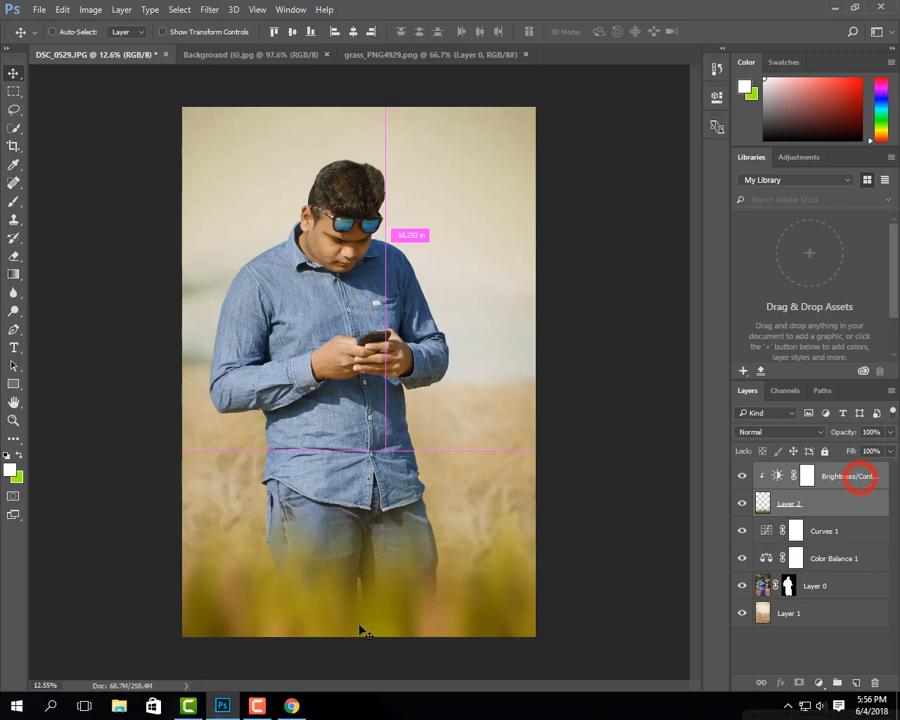 Ps File Edit Image Layer Type Select Filter 3D View Window Help
Auto-Select: Layer Show Transform Controls 3D Mode:
DSC_0529.JPG @ 12.6% (RGB/8) * Background (6).jpg @ 97.6% (RGB/8) grass_PNG4929.png @ 66.7% (Layer 0, RGB/8#)
Color Swatches
Libraries Adjustments
My Library
Search Adobe Stock
16.293 in
Drag & Drop Assets
Drag and drop anything in your
document to add a graphic, or click
the '+' button below to add colors,
layer styles and more.
Layers Channels Paths
Kind
Normal Opacity: 100%
Lock: Fill: 100%
Brightness/Cont...
Layer 2
Curves 1
Color Balance 1
Layer 0
Layer 1
fx
12.55% Doc: 68.7M/258.4M
Ps
5:56 PM
6/4/2018